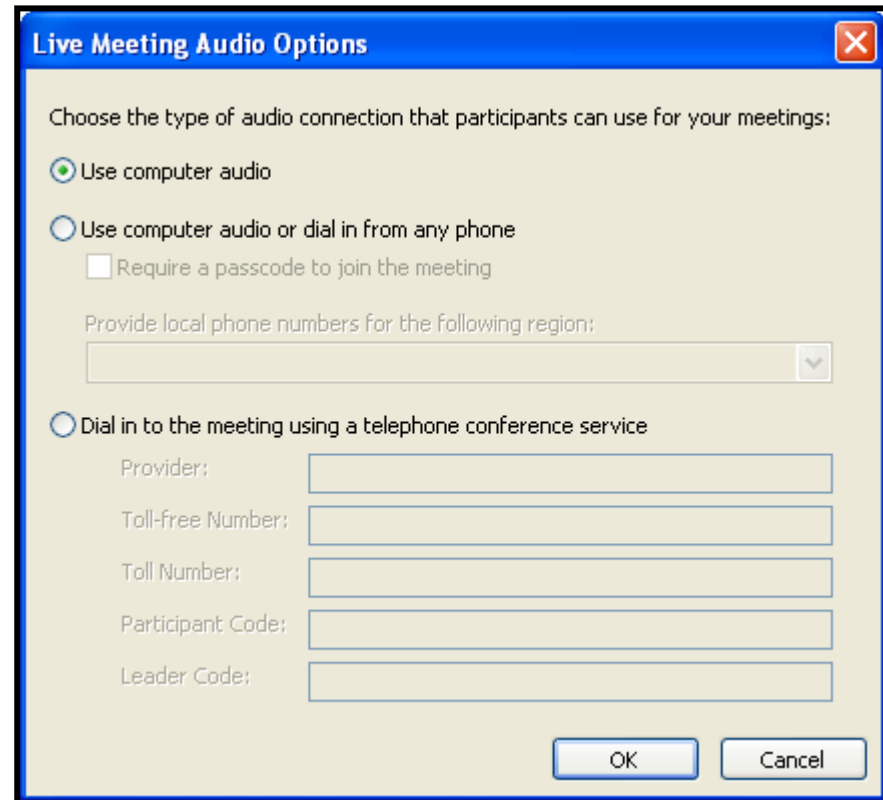 Live Meeting Audio Options
Choose the type of audio connection that participants can use for your meetings:
Use computer audio
Use computer audio or dial in from any phone
Require a passcode to join the meeting
Provide local phone numbers for the following region:
Dial in to the meeting using a telephone conference service
Provider:
Toll-free Number:
Toll Number:
Participant Code:
Leader Code:
OK Cancel